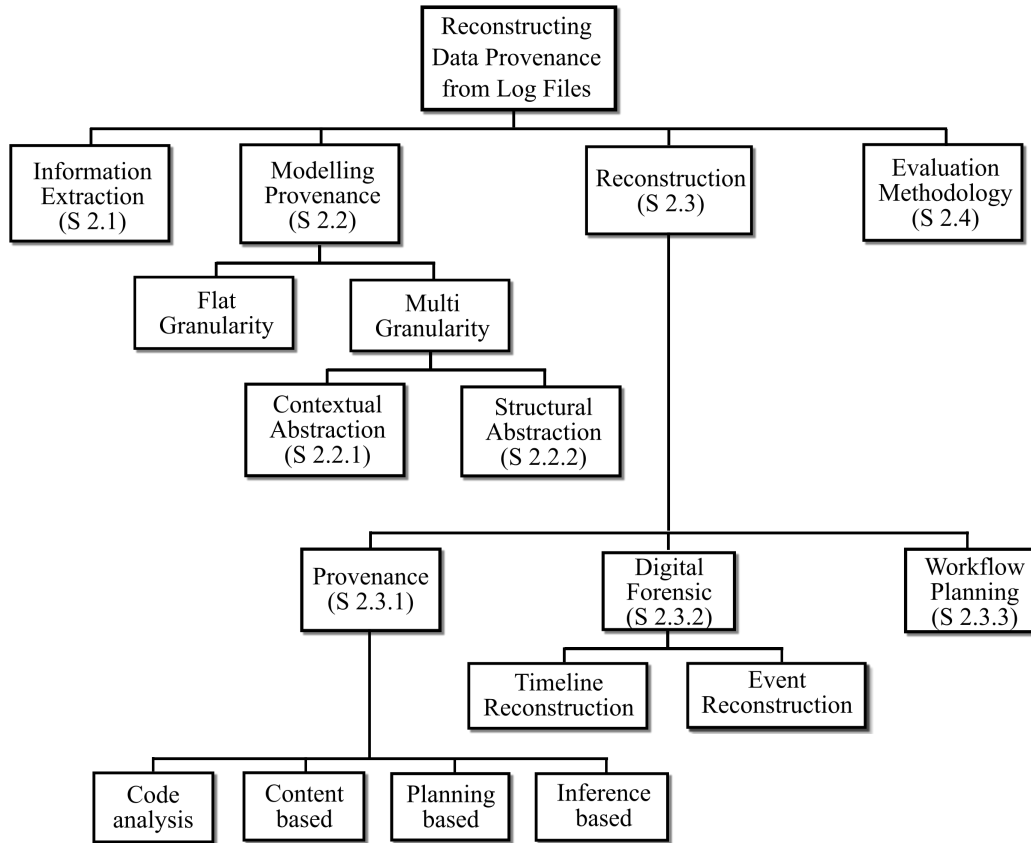 Reconstructing
Data Provenance
from Log Files
Information
Extraction
(S 2.1)
Modelling
Provenance
(S 2.2)
Reconstruction
(S 2.3)
Evaluation
Methodology
(S 2.4)
Flat
Granularity
Multi
Granularity
Contextual
Abstraction
(S 2.2.1)
Structural
Abstraction
(S 2.2.2)
Provenance
(S 2.3.1)
Digital
Forensic
(S 2.3.2)
Workflow
Planning
(S 2.3.3)
Timeline
Reconstruction
Event
Reconstruction
Code
analysis
Content
based
Planning
based
Inference
based